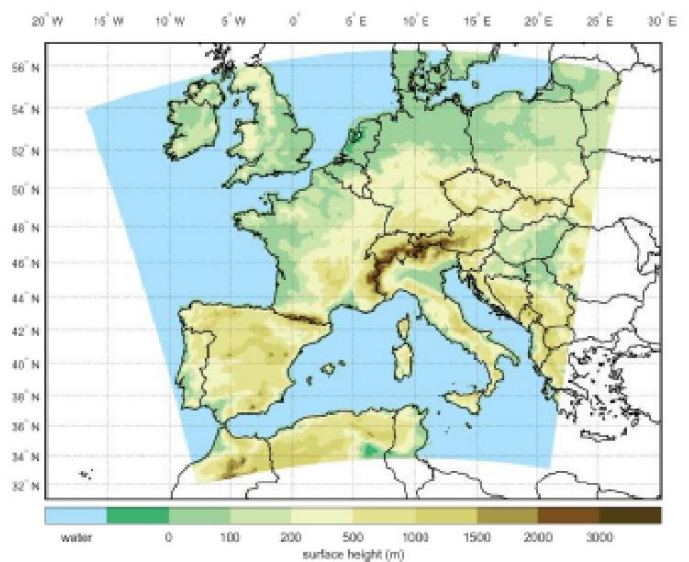 20° W 15° W 10° W 5° W 0° 5° E 10° E 15° E 20° E 25° E 30° E
56° N
54° N
52° N
50° N
48° N
46° N
44° N
42° N
40° N
38° N
36° N
34° N
32° N
water 0 100 200 500 1000 1500 2000 3000
surface height (m)